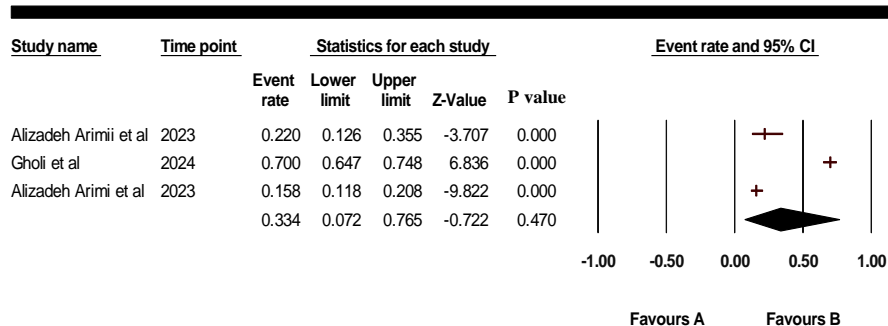 Study name Time point Statistics for each study Event rate and 95% CI
Event Lower Upper
rate limit limit Z-Value P value
Alizadeh Arimii et al 2023 0.220 0.126 0.355 -3.707 0.000
Gholi et al 2024 0.700 0.647 0.748 6.836 0.000
Alizadeh Arimi et al 2023 0.158 0.118 0.208 -9.822 0.000
0.334 0.072 0.765 -0.722 0.470
-1.00 -0.50 0.00 0.50 1.00
Favours A Favours B